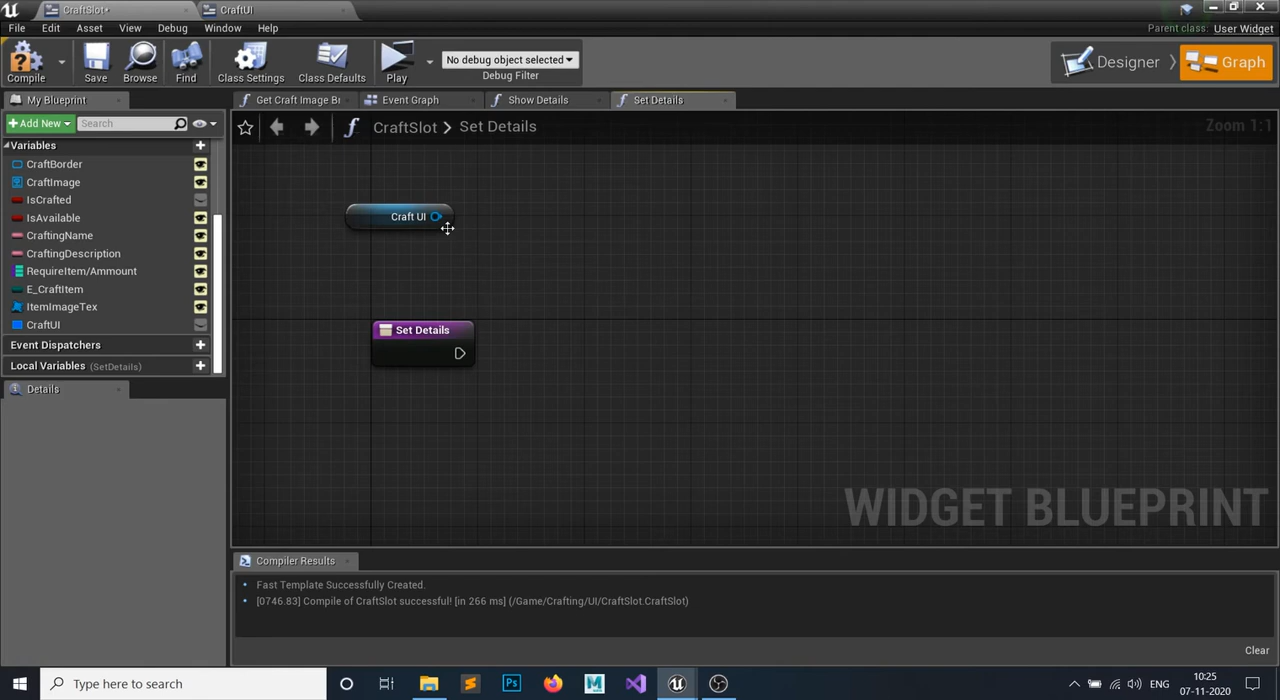 CraftSlot*
CraftUI
File Edit Asset View Window Help Debug
Parent class: User Widget
Compile
Save
Browse
Find
Class Settings
Class Defaults
Play
No debug object selected
Debug Filter
Designer
Graph
My Blueprint
Get Craft Image Br
Event Graph
Show Details
Set Details
Add New
Search
CraftSlot > Set Details
Zoom 1:1
Variables
CraftBorder
CraftImage
IsCrafted
IsAvailable
CraftingName
CraftingDescription
RequireItem/Ammount
E_CraftItem
ItemImageTex
CraftUI
Event Dispatchers
Local Variables (SetDetails)
Details
Craft UI
Set Details
WIDGET BLUEPRINT
Compiler Results
Fast Template Successfully Created.
[0746.83] Compile of CraftSlot successful! [in 266 ms] (/Game/Crafting/UI/CraftSlot.CraftSlot)
Clear
Type here to search
Ps
ENG
10:25
07-11-2020